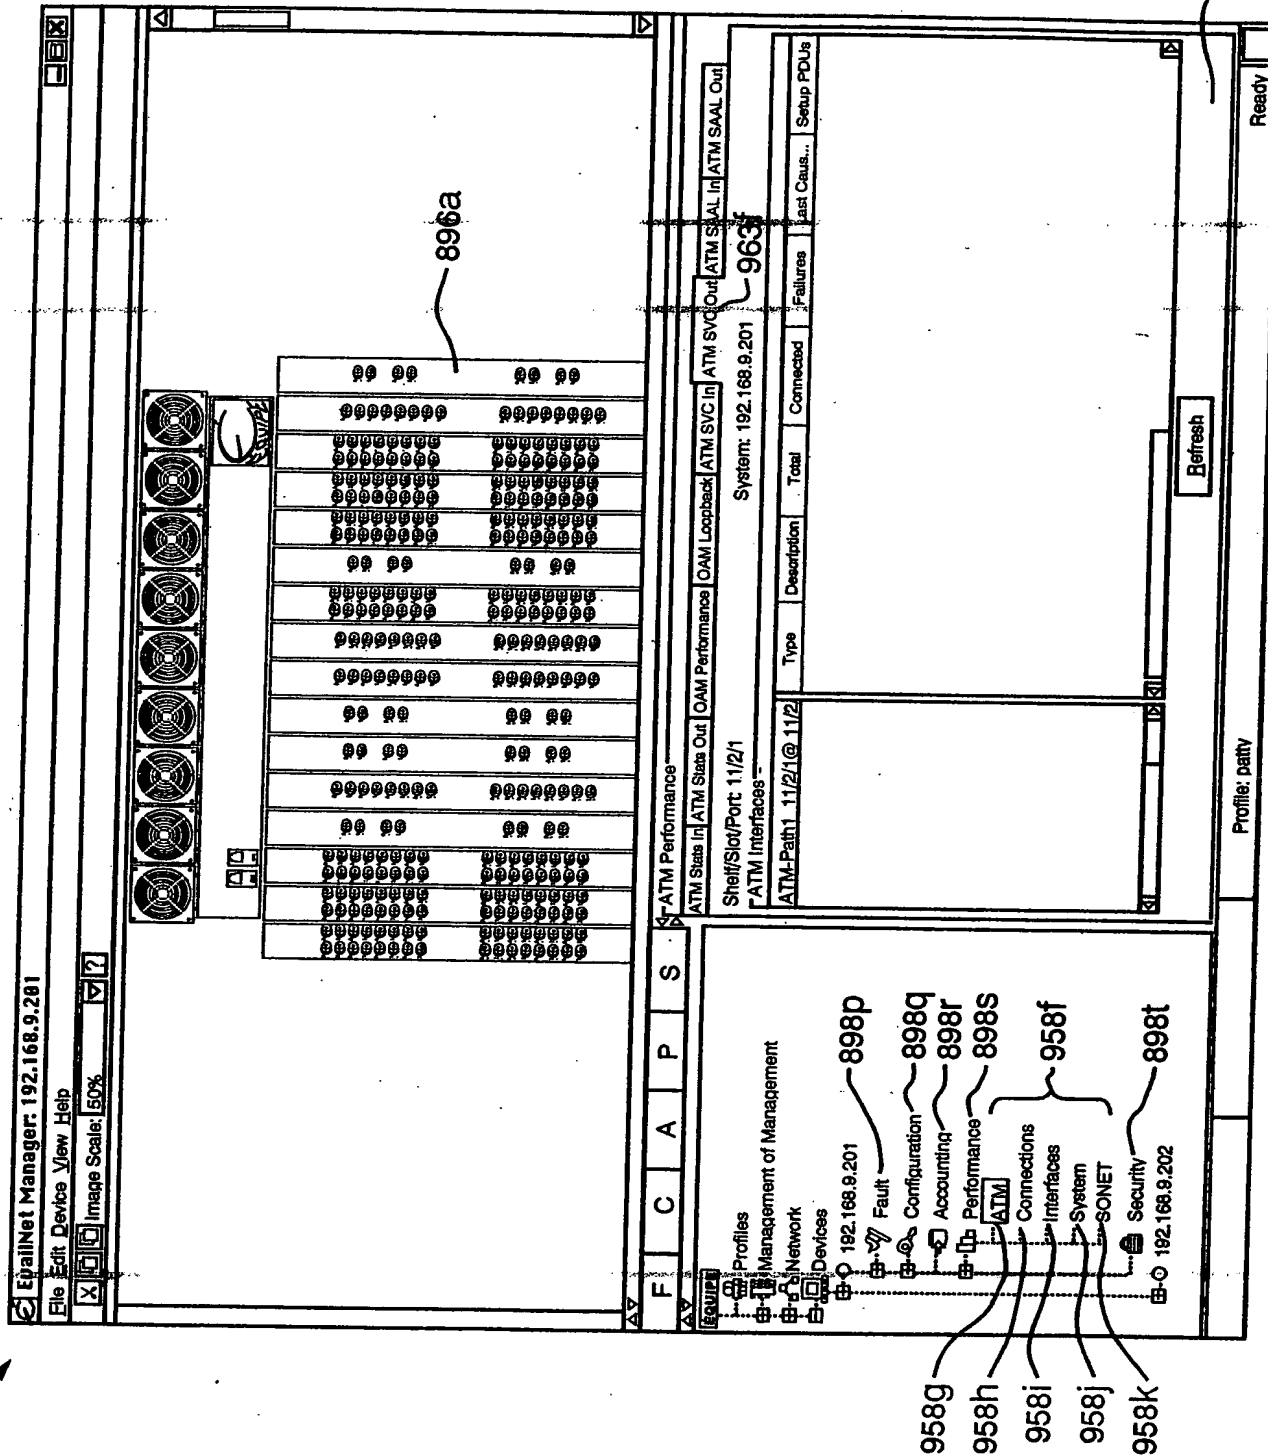 EvailNet Manager: 192.168.9.201
File Edit Device View Help
X Image Scale: 50% ?
896a
F C A P S
EQUIPE
Profiles
Management of Management
Network
Devices
192.168.9.201
Fault
Configuration
Accounting
Performance
ATM
Connections
Interfaces
System
SONET
Security
192.168.9.202
898p
898q
898r
898s
958f
898t
958g
958h
958i
958j
958k
ATM Performance
ATM Stats In ATM Stats Out OAM Performance OAM Loopback ATM SVC In ATM SVC Out ATM SAAL In ATM SAAL Out
963f
Shelf/Slot/Port: 11/2/1 System: 192.168.9.201
ATM Interfaces
ATM-Path1 11/2/1@ 11/2 Type Description Total Connected Failures Last Caus... Setup PDUs
Refresh
Profile: patty Ready